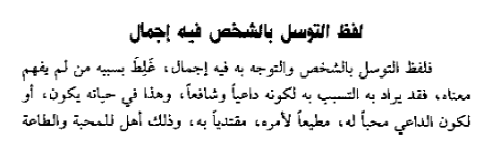 لفظ التوسل بالشخص فيه إجمال
فلفظ التوسل بالشخص والتوجه به فيه إجمال، غَلِطَ بسببه من لم يفهم
معناه؛ فقد يراد به التسبب به لكونه داعياً وشافعاً، وهذا في حياته يكون، أو
لكون الداعي محباً له، مطيعاً لأمره، مقتدياً به، وذلك أهل للمحبة والطاعة